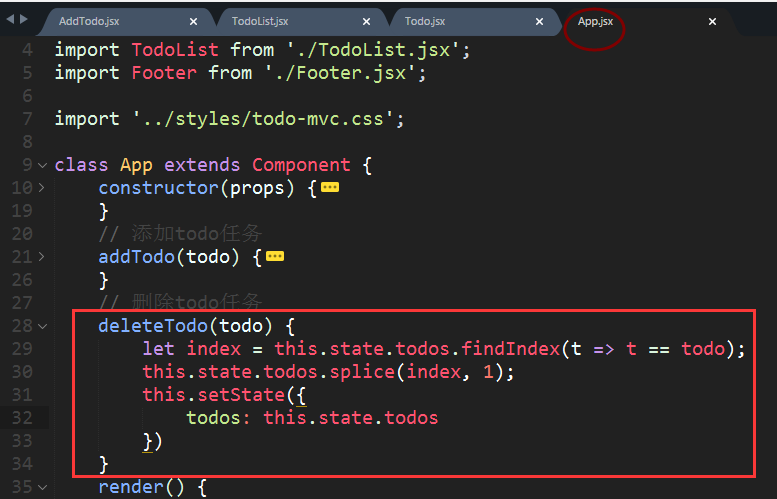 AddTodo.jsx × TodoList.jsx × Todo.jsx × App.jsx ×
4 import TodoList from './TodoList.jsx';
5 import Footer from './Footer.jsx';
6
7 import '../styles/todo-mvc.css';
8
9 class App extends Component {
10 constructor(props) {⋯
19 }
20 // 添加todo任务
21 addTodo(todo) {⋯
26 }
27 // 删除todo任务
28 deleteTodo(todo) {
29 let index = this.state.todos.findIndex(t => t == todo);
30 this.state.todos.splice(index, 1);
31 this.setState({
32 todos: this.state.todos
33 })
34 }
35 render() {